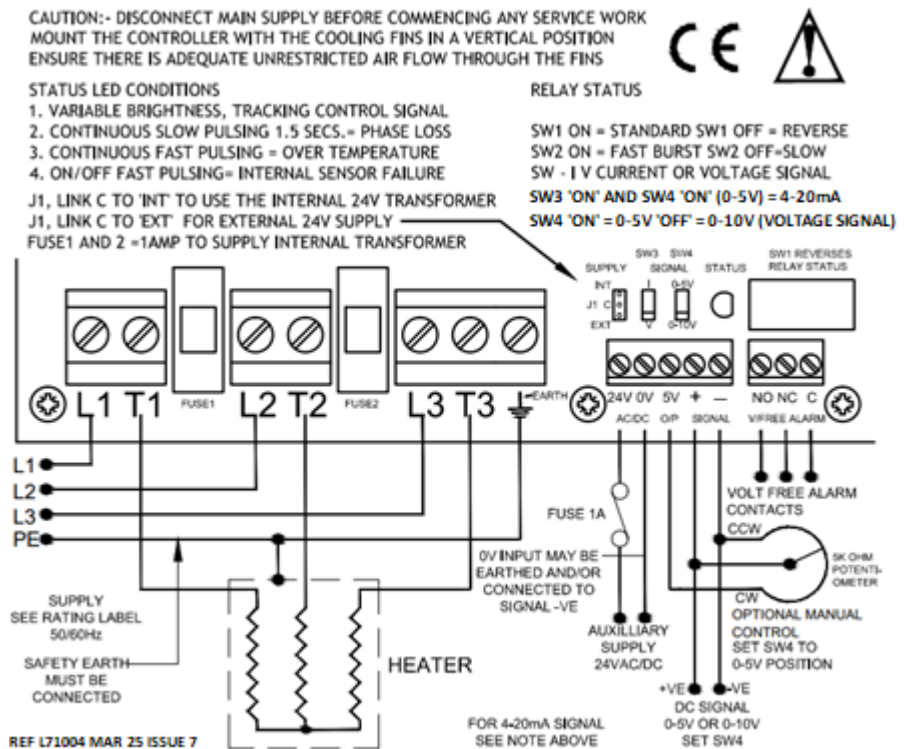 CAUTION:- DISCONNECT MAIN SUPPLY BEFORE COMMENCING ANY SERVICE WORK
MOUNT THE CONTROLLER WITH THE COOLING FINS IN A VERTICAL POSITION
ENSURE THERE IS ADEQUATE UNRESTRICTED AIR FLOW THROUGH THE FINS
CE
STATUS LED CONDITIONS
1. VARIABLE BRIGHTNESS, TRACKING CONTROL SIGNAL
2. CONTINUOUS SLOW PULSING 1.5 SECS.= PHASE LOSS
3. CONTINUOUS FAST PULSING = OVER TEMPERATURE
4. ON/OFF FAST PULSING= INTERNAL SENSOR FAILURE
J1, LINK C TO 'INT' TO USE THE INTERNAL 24V TRANSFORMER
J1, LINK C TO 'EXT' FOR EXTERNAL 24V SUPPLY
FUSE1 AND 2 =1AMP TO SUPPLY INTERNAL TRANSFORMER
RELAY STATUS
SW1 ON = STANDARD SW1 OFF = REVERSE
SW2 ON = FAST BURST SW2 OFF=SLOW
SW - I V CURRENT OR VOLTAGE SIGNAL
SW3 'ON' AND SW4 'ON' (0-5V) = 4-20mA
SW4 'ON' = 0-5V 'OFF' = 0-10V (VOLTAGE SIGNAL)
SW3 SW4
SUPPLY SIGNAL STATUS
INT I 0-5V
J1 C
EXT V 0-10V
SW1 REVERSES
RELAY STATUS
L1 T1 FUSE1 L2 T2 FUSE2 L3 T3 EARTH
24V 0V 5V + —
AC/DC O/P SIGNAL
NO NC C
V/FREE ALARM
L1
L2
L3
PE
SUPPLY
SEE RATING LABEL
50/60Hz
SAFETY EARTH
MUST BE
CONNECTED
HEATER
FUSE 1A
0V INPUT MAY BE
EARTHED AND/OR
CONNECTED TO
SIGNAL -VE
AUXILLIARY
SUPPLY
24VAC/DC
VOLT FREE ALARM
CONTACTS
CCW
5K OHM
POTENTI-
OMETER
CW
OPTIONAL MANUAL
CONTROL
SET SW4 TO
0-5V POSITION
+VE -VE
DC SIGNAL
0-5V OR 0-10V
SET SW4
FOR 4-20mA SIGNAL
SEE NOTE ABOVE
REF L71004 MAR 25 ISSUE 7